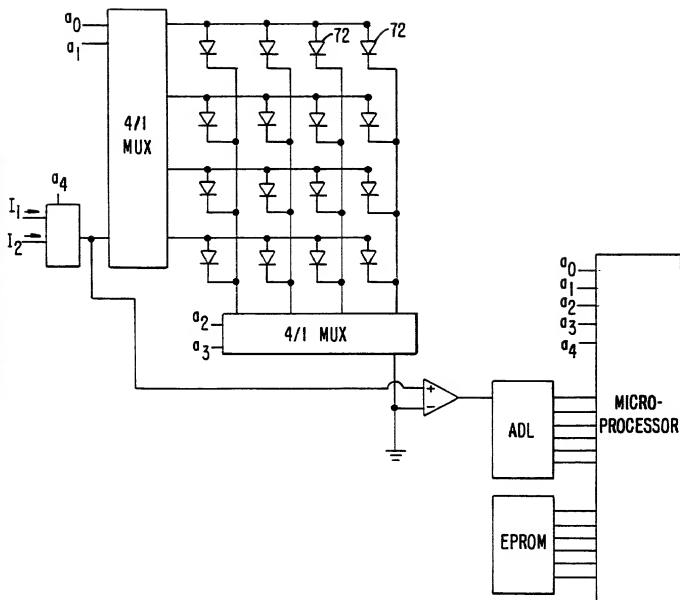 a0
a1
72
72
4/1
MUX
a4
I1
I2
a2
a3
4/1 MUX
a0
a1
a2
a3
a4
+
−
ADL
MICRO-
PROCESSOR
EPROM